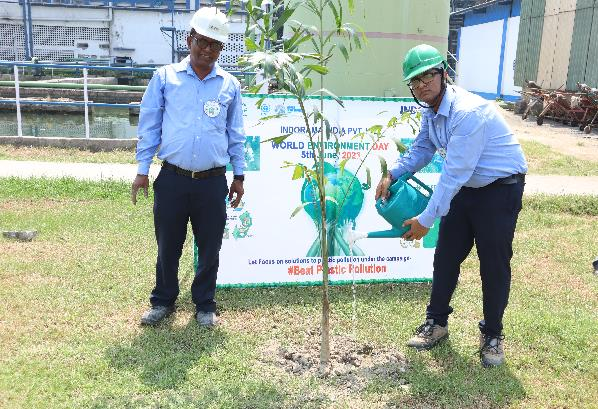 INDORAMA INDIA PVT. L
WORLD ENVIRONMENT DAY
5th June, 2023
Let Focus on solutions to plastic pollution under the campaign-
#Beat Plastic Pollution